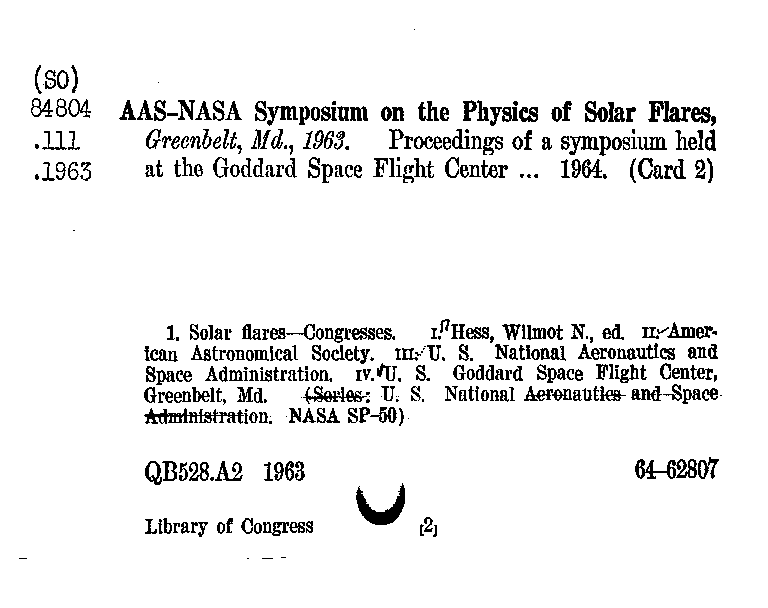 (SO)
84804
.111
.1963
AAS–NASA Symposium on the Physics of Solar Flares,
Greenbelt, Md., 1963. Proceedings of a symposium held
at the Goddard Space Flight Center ... 1964. (Card 2)
1. Solar flares—Congresses. I. Hess, Wilmot N., ed. II. Amer-
ican Astronomical Society. III. U. S. National Aeronautics and
Space Administration. IV. U. S. Goddard Space Flight Center,
Greenbelt, Md. (Series: U. S. National Aeronautics and Space
Administration. NASA SP-50)
QB528.A2 1963 64–62807
Library of Congress [2]